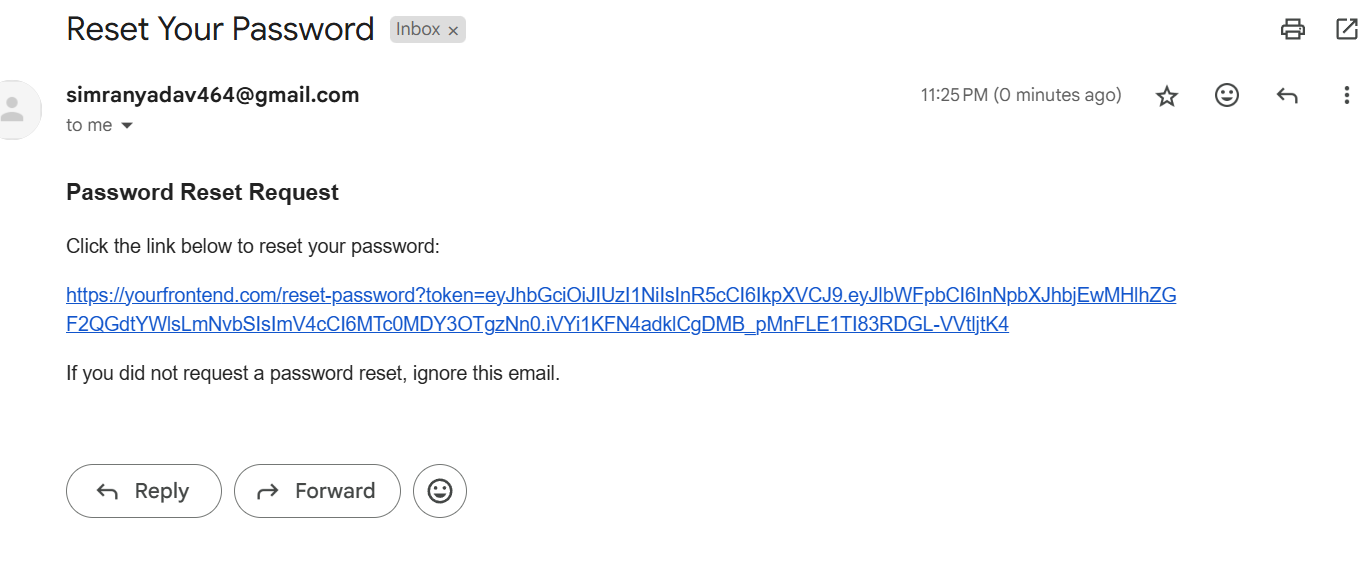 Reset Your Password Inbox ×
simranyadav464@gmail.com 11:25 PM (0 minutes ago)
to me
Password Reset Request
Click the link below to reset your password:
https://yourfrontend.com/reset-password?token=eyJhbGciOiJIUzI1NiIsInR5cCI6IkpXVCJ9.eyJlbWFpbCI6InNpbXJhbjEwMHlhZG
F2QGdtYWlsLmNvbSIsImV4cCI6MTc0MDY3OTgzNn0.iVYi1KFN4adklCgDMB_pMnFLE1TI83RDGL-VVtljtK4
If you did not request a password reset, ignore this email.
Reply Forward